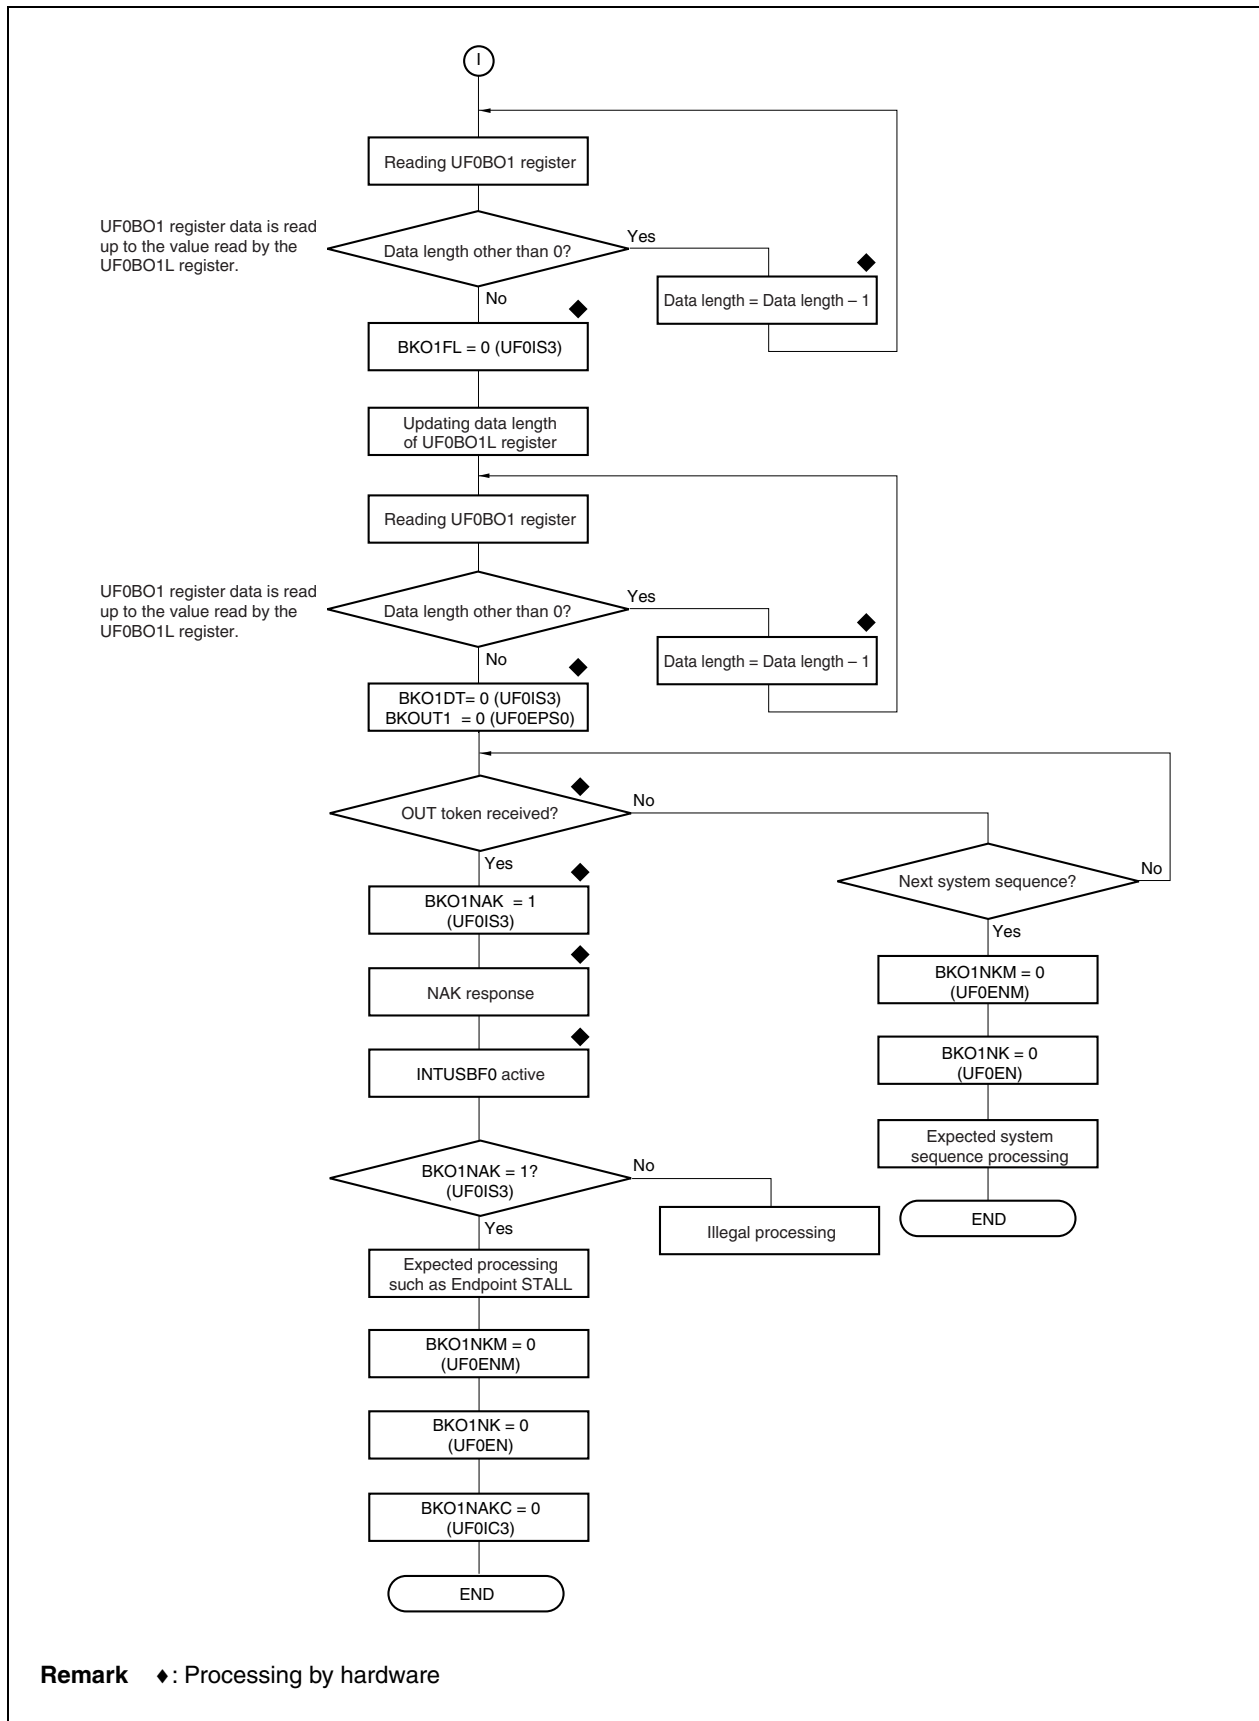 I
Reading UF0BO1 register
UF0BO1 register data is read
up to the value read by the
UF0BO1L register.
Data length other than 0?
Yes
Data length = Data length – 1
No
BKO1FL = 0 (UF0IS3)
Updating data length
of UF0BO1L register
Reading UF0BO1 register
UF0BO1 register data is read
up to the value read by the
UF0BO1L register.
Data length other than 0?
Yes
Data length = Data length – 1
No
BKO1DT= 0 (UF0IS3)
BKOUT1 = 0 (UF0EPS0)
OUT token received?
No
Yes
Next system sequence?
No
Yes
BKO1NAK = 1
(UF0IS3)
NAK response
INTUSBF0 active
BKO1NKM = 0
(UF0ENM)
BKO1NK = 0
(UF0EN)
Expected system
sequence processing
END
BKO1NAK = 1?
(UF0IS3)
No
Illegal processing
Yes
Expected processing
such as Endpoint STALL
BKO1NKM = 0
(UF0ENM)
BKO1NK = 0
(UF0EN)
BKO1NAKC = 0
(UF0IC3)
END
Remark ♦: Processing by hardware